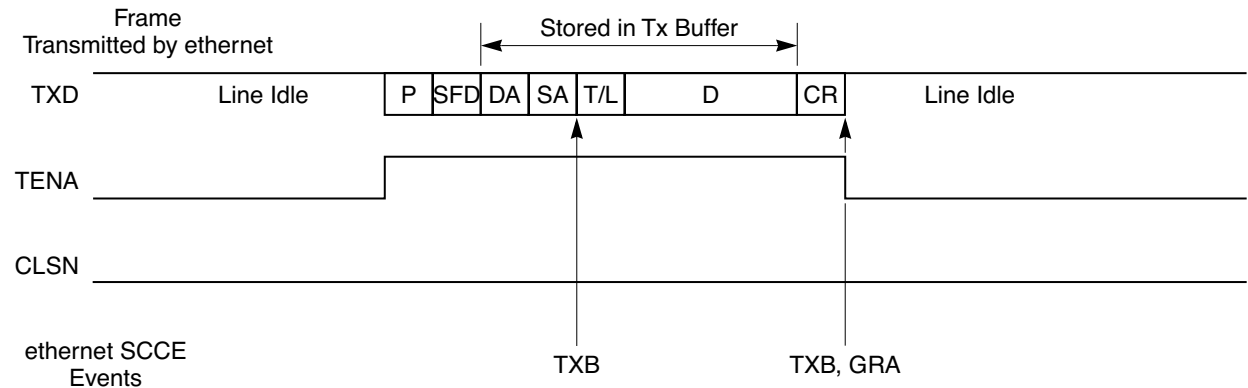 Frame
Transmitted by ethernet
Stored in Tx Buffer
TXD
Line Idle
P
SFD
DA
SA
T/L
D
CR
Line Idle
TENA
CLSN
ethernet SCCE
Events
TXB
TXB, GRA